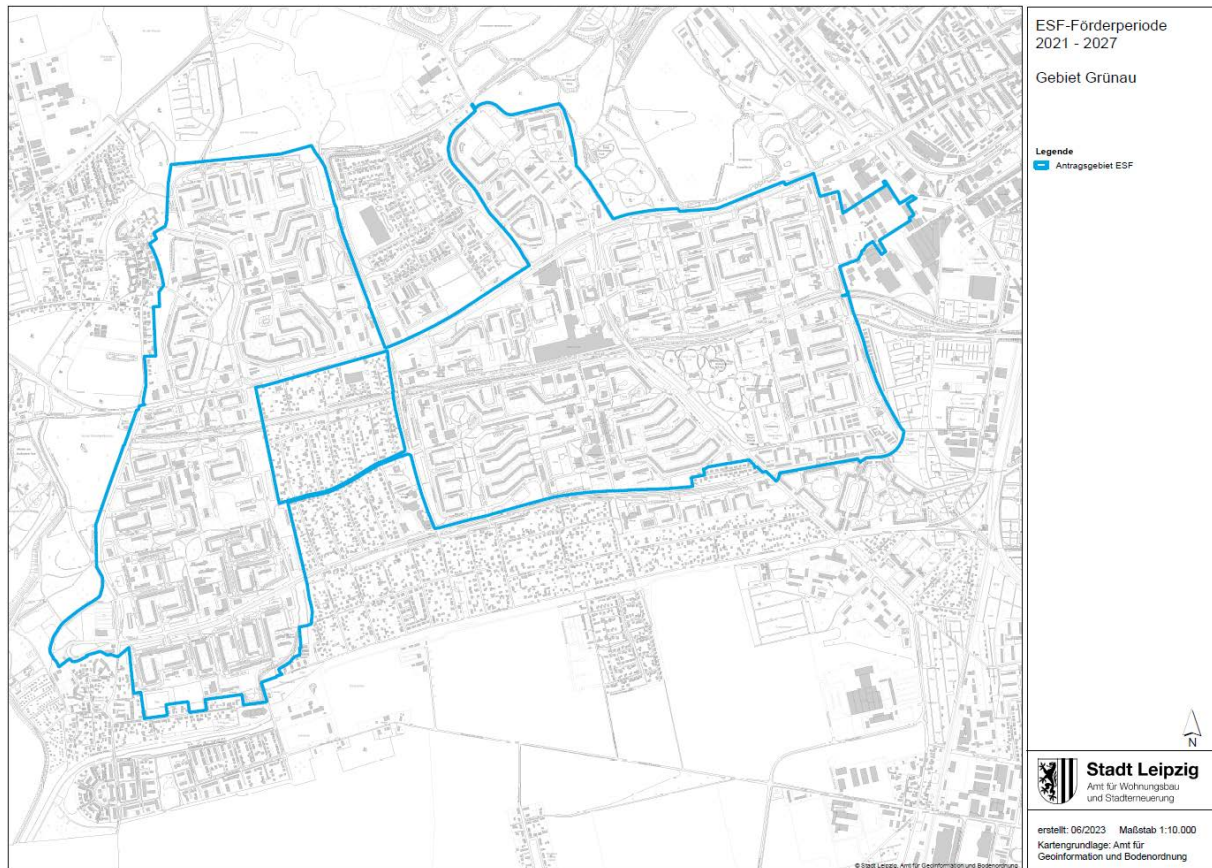 ESF-Förderperiode
2021 - 2027
Gebiet Grünau
Legende
Antragsgebiet ESF
N
Stadt Leipzig
Amt für Wohnungsbau
und Stadterneuerung
erstellt: 06/2023 Maßstab 1:10.000
Kartengrundlage: Amt für
Geoinformation und Bodenordnung
© Stadt Leipzig, Amt für Geoinformation und Bodenordnung